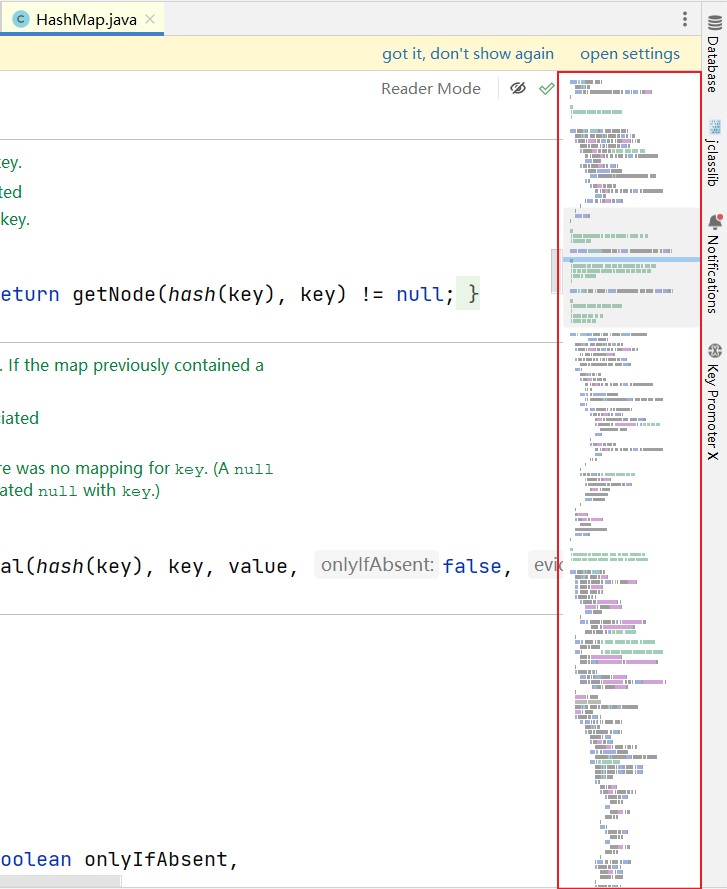 HashMap.java
got it, don't show again open settings
Reader Mode
key.
ted
key.
eturn getNode(hash(key), key) != null; }
. If the map previously contained a
iated
re was no mapping for key. (A null
ated null with key.)
al(hash(key), key, value, onlyIfAbsent: false, evic
oolean onlyIfAbsent,
Database
jclasslib
Notifications
Key Promoter X